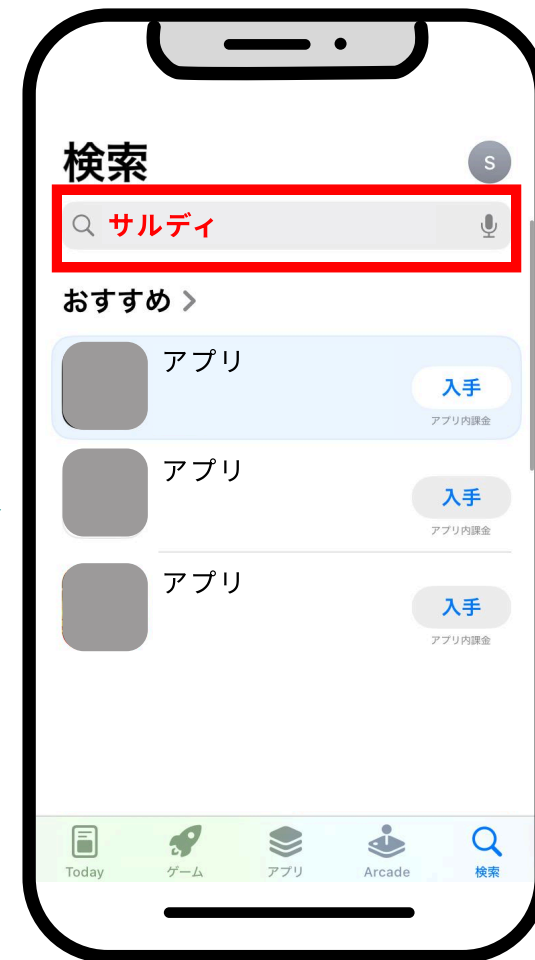 検索
S
サルディ
おすすめ >
アプリ
入手
アプリ内課金
アプリ
入手
アプリ内課金
アプリ
入手
アプリ内課金
Today ゲーム アプリ Arcade 検索